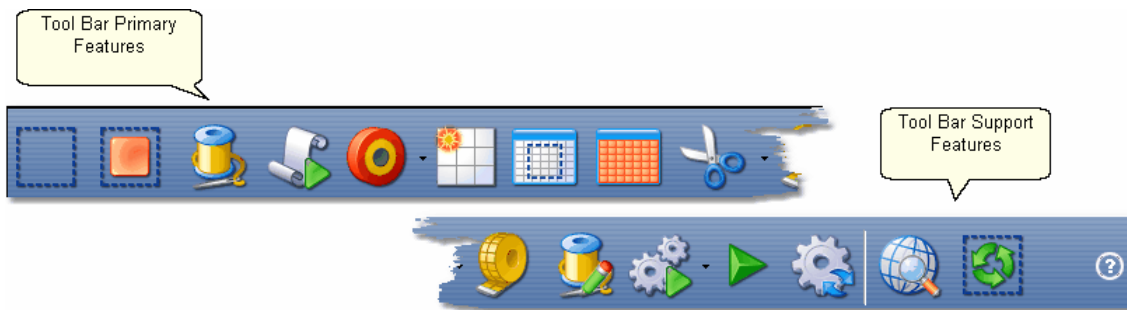 Tool Bar Primary
Features
Tool Bar Support
Features
?